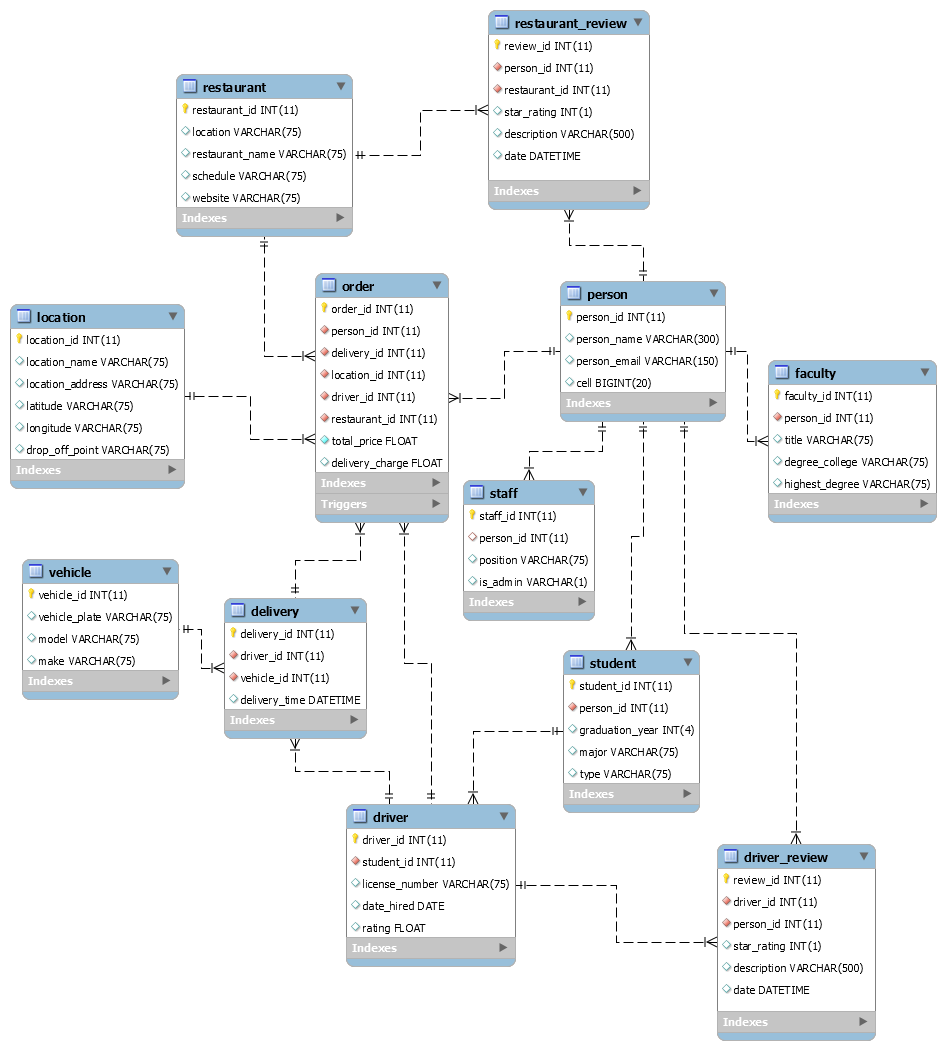 restaurant_review
review_id INT(11)
person_id INT(11)
restaurant_id INT(11)
star_rating INT(1)
description VARCHAR(500)
date DATETIME
Indexes
restaurant
restaurant_id INT(11)
location VARCHAR(75)
restaurant_name VARCHAR(75)
schedule VARCHAR(75)
website VARCHAR(75)
Indexes
order
order_id INT(11)
person_id INT(11)
delivery_id INT(11)
location_id INT(11)
driver_id INT(11)
restaurant_id INT(11)
total_price FLOAT
delivery_charge FLOAT
Indexes
Triggers
person
person_id INT(11)
person_name VARCHAR(300)
person_email VARCHAR(150)
cell BIGINT(20)
Indexes
location
location_id INT(11)
location_name VARCHAR(75)
location_address VARCHAR(75)
latitude VARCHAR(75)
longitude VARCHAR(75)
drop_off_point VARCHAR(75)
Indexes
faculty
faculty_id INT(11)
person_id INT(11)
title VARCHAR(75)
degree_college VARCHAR(75)
highest_degree VARCHAR(75)
Indexes
staff
staff_id INT(11)
person_id INT(11)
position VARCHAR(75)
is_admin VARCHAR(1)
Indexes
vehicle
vehicle_id INT(11)
vehicle_plate VARCHAR(75)
model VARCHAR(75)
make VARCHAR(75)
Indexes
delivery
delivery_id INT(11)
driver_id INT(11)
vehicle_id INT(11)
delivery_time DATETIME
Indexes
student
student_id INT(11)
person_id INT(11)
graduation_year INT(4)
major VARCHAR(75)
type VARCHAR(75)
Indexes
driver
driver_id INT(11)
student_id INT(11)
license_number VARCHAR(75)
date_hired DATE
rating FLOAT
Indexes
driver_review
review_id INT(11)
driver_id INT(11)
person_id INT(11)
star_rating INT(1)
description VARCHAR(500)
date DATETIME
Indexes